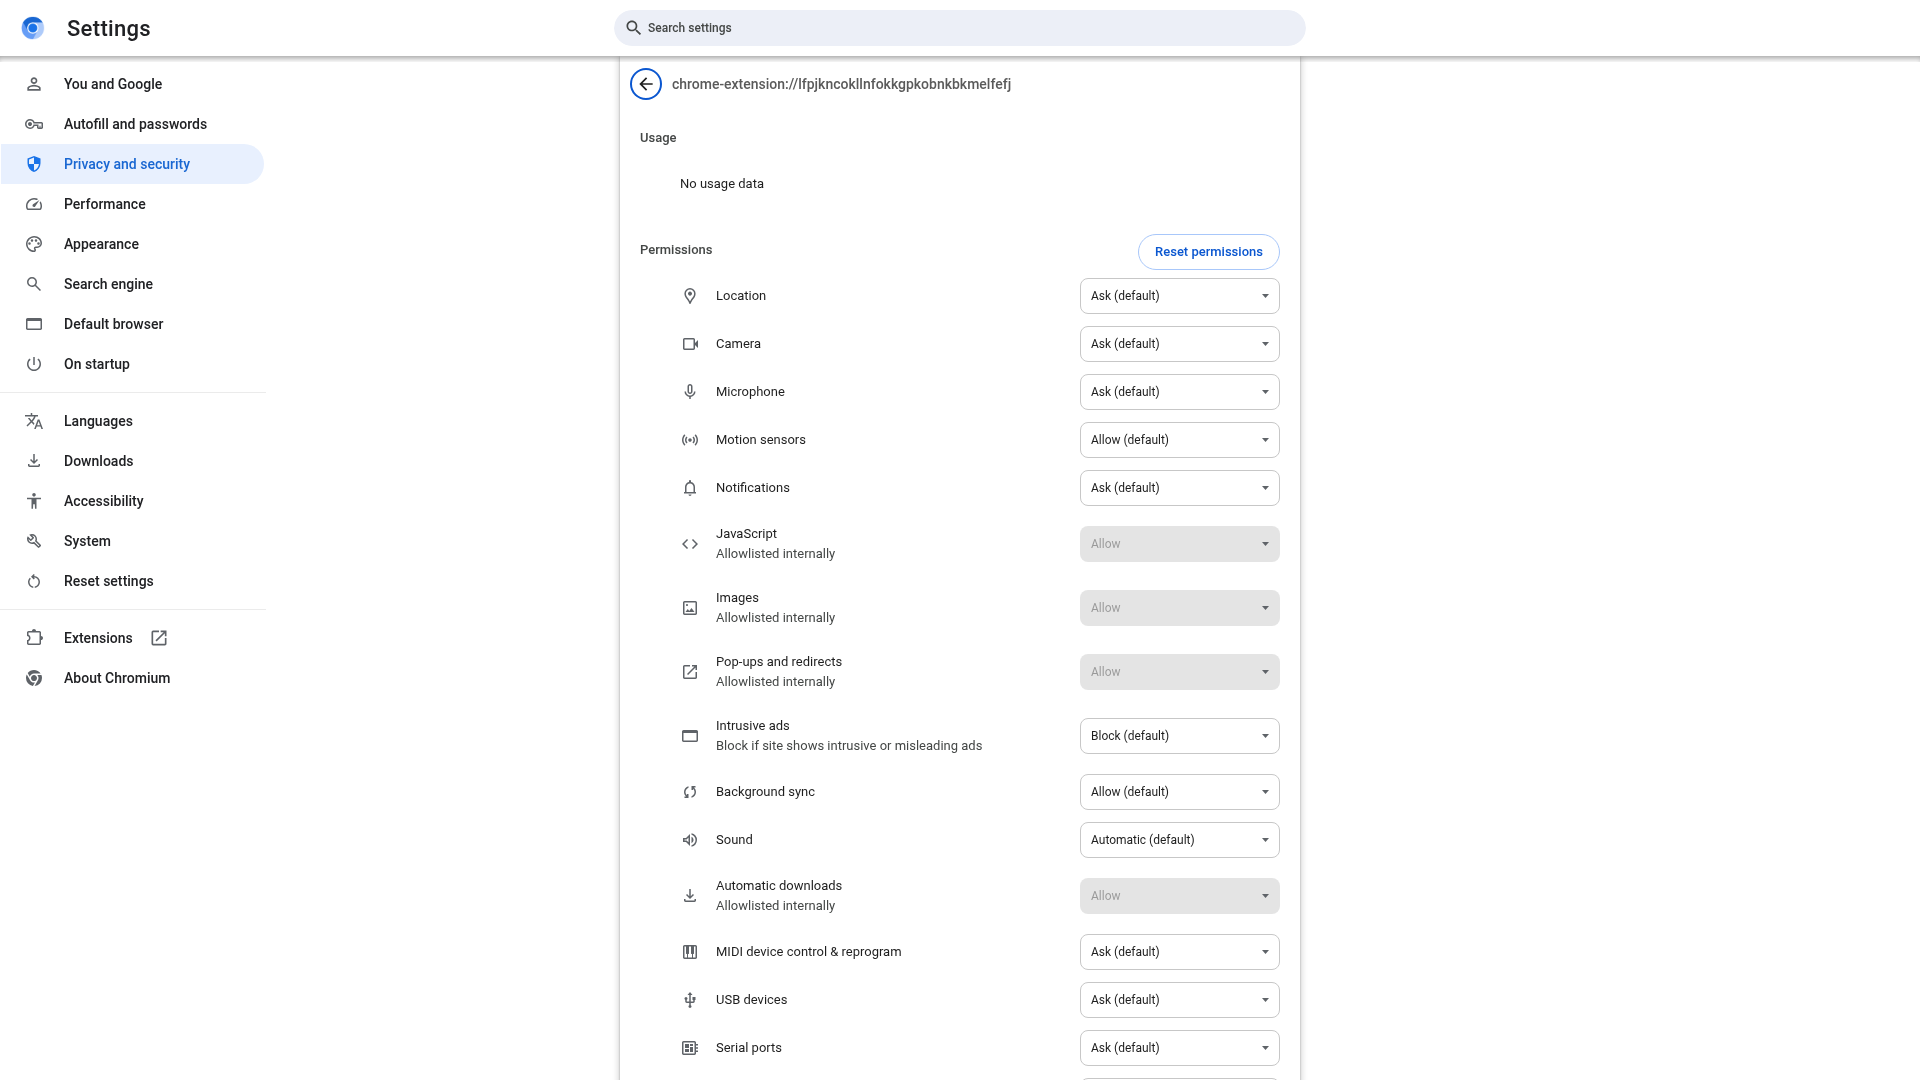 Settings
Search settings
You and Google
Autofill and passwords
Privacy and security
Performance
Appearance
Search engine
Default browser
On startup
Languages
Downloads
Accessibility
System
Reset settings
Extensions
About Chromium
chrome-extension://lfpjkncokllnfokkgpkobnkbkmelfefj
Usage
No usage data
Permissions
Reset permissions
Location
Ask (default)
Camera
Ask (default)
Microphone
Ask (default)
Motion sensors
Allow (default)
Notifications
Ask (default)
JavaScript
Allowlisted internally
Allow
Images
Allowlisted internally
Allow
Pop-ups and redirects
Allowlisted internally
Allow
Intrusive ads
Block if site shows intrusive or misleading ads
Block (default)
Background sync
Allow (default)
Sound
Automatic (default)
Automatic downloads
Allowlisted internally
Allow
MIDI device control & reprogram
Ask (default)
USB devices
Ask (default)
Serial ports
Ask (default)